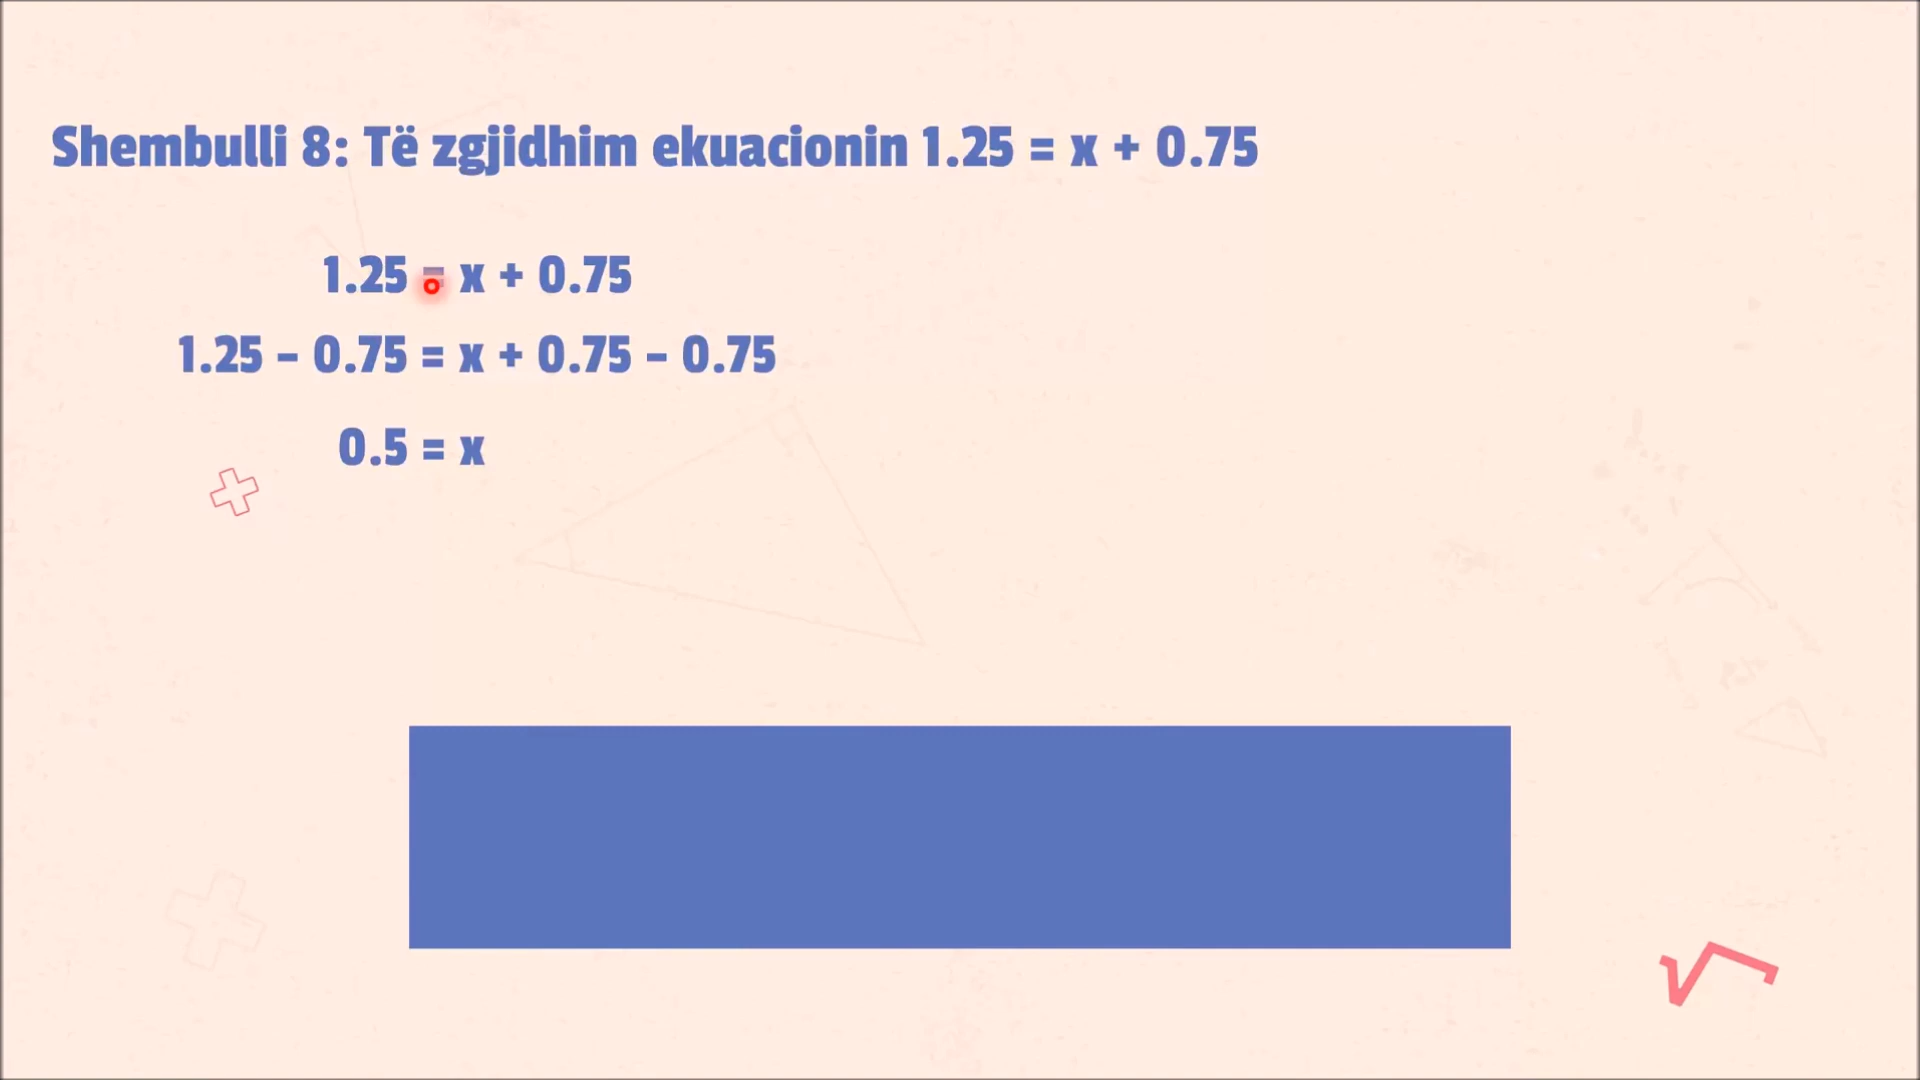 Shembulli 8: Të zgjidhim ekuacionin 1.25 = x + 0.75
1.25 = x + 0.75
1.25 – 0.75 = x + 0.75 – 0.75
0.5 = x